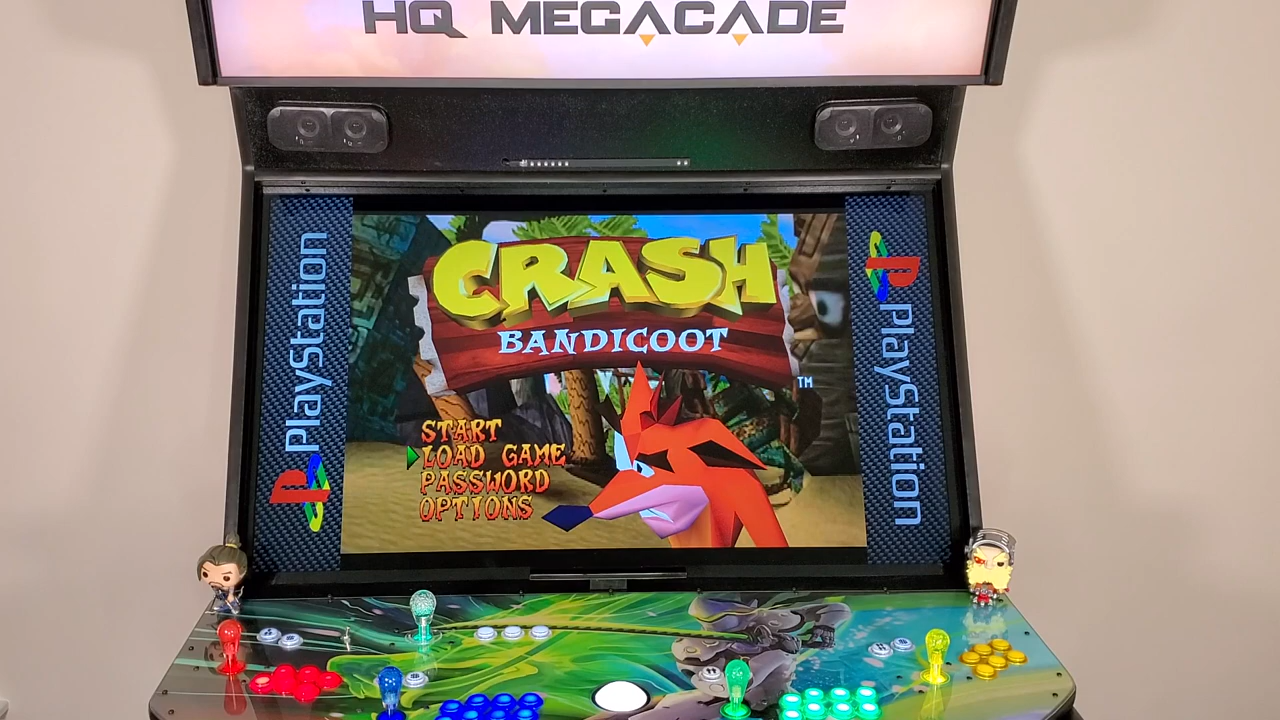 HQ MEGACADE
PlayStation
CRASH
BANDICOOT
TM
START
LOAD GAME
PASSWORD
OPTIONS
PlayStation